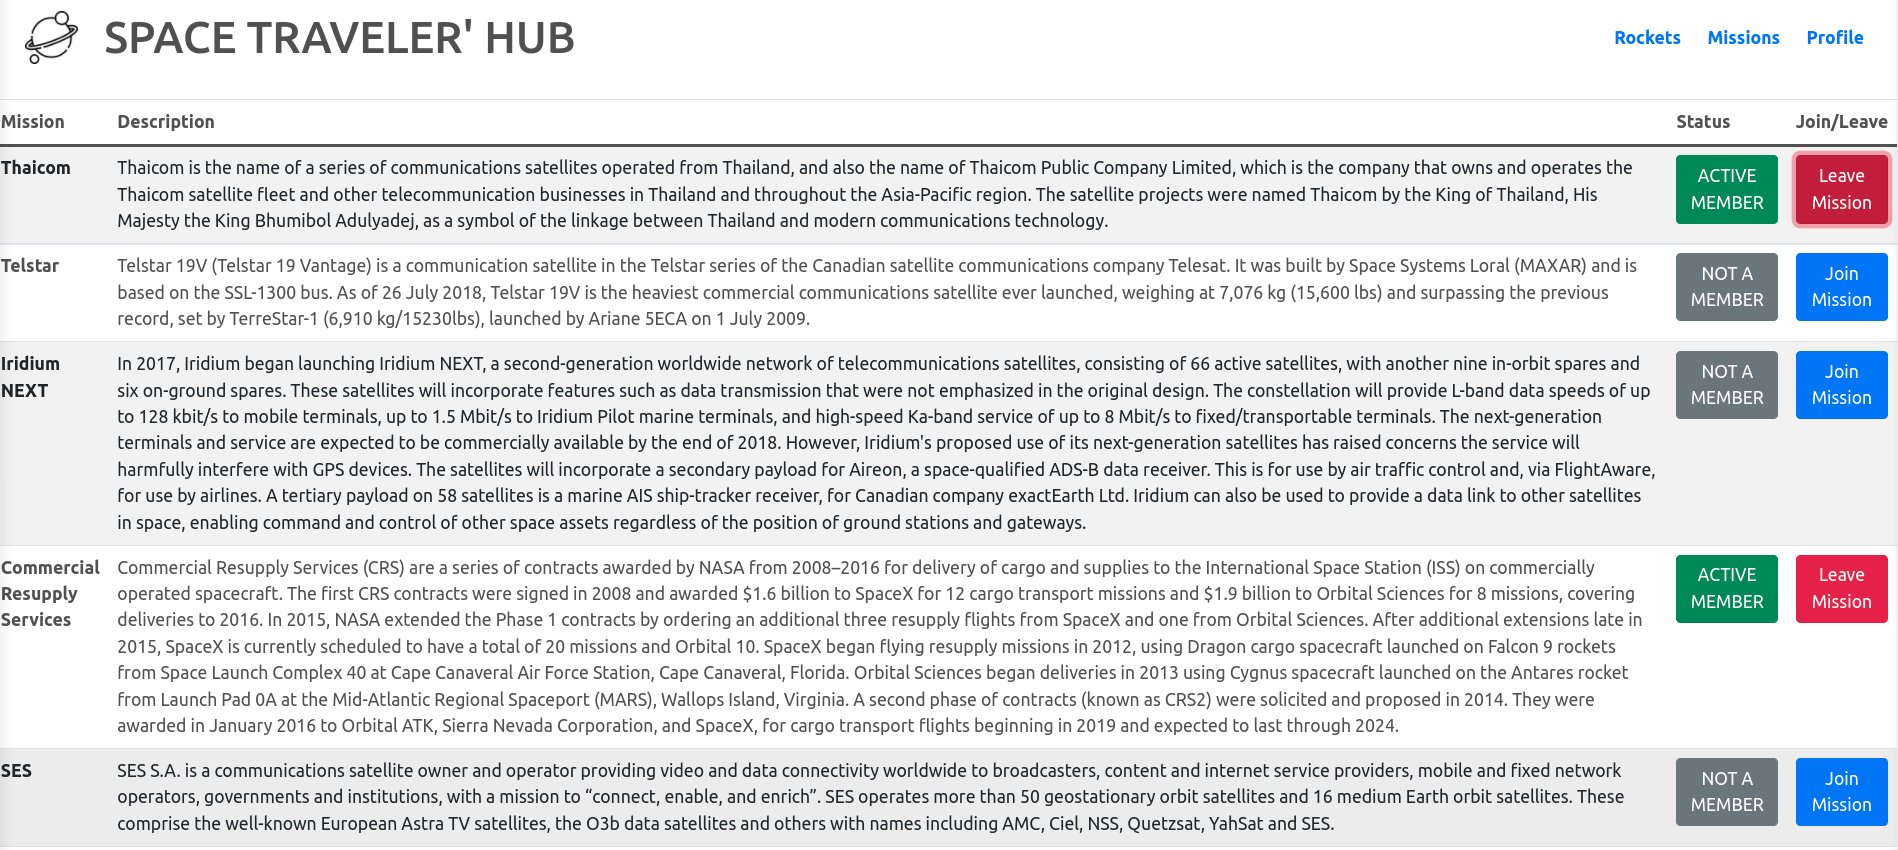 SPACE TRAVELER' HUB
Rockets Missions Profile
Mission Description Status Join/Leave
Thaicom
Thaicom is the name of a series of communications satellites operated from Thailand, and also the name of Thaicom Public Company Limited, which is the company that owns and operates the
Thaicom satellite fleet and other telecommunication businesses in Thailand and throughout the Asia-Pacific region. The satellite projects were named Thaicom by the King of Thailand, His
Majesty the King Bhumibol Adulyadej, as a symbol of the linkage between Thailand and modern communications technology.
ACTIVE
MEMBER
Leave
Mission
Telstar
Telstar 19V (Telstar 19 Vantage) is a communication satellite in the Telstar series of the Canadian satellite communications company Telesat. It was built by Space Systems Loral (MAXAR) and is
based on the SSL-1300 bus. As of 26 July 2018, Telstar 19V is the heaviest commercial communications satellite ever launched, weighing at 7,076 kg (15,600 lbs) and surpassing the previous
record, set by TerreStar-1 (6,910 kg/15230lbs), launched by Ariane 5ECA on 1 July 2009.
NOT A
MEMBER
Join
Mission
Iridium
NEXT
In 2017, Iridium began launching Iridium NEXT, a second-generation worldwide network of telecommunications satellites, consisting of 66 active satellites, with another nine in-orbit spares and
six on-ground spares. These satellites will incorporate features such as data transmission that were not emphasized in the original design. The constellation will provide L-band data speeds of up
to 128 kbit/s to mobile terminals, up to 1.5 Mbit/s to Iridium Pilot marine terminals, and high-speed Ka-band service of up to 8 Mbit/s to fixed/transportable terminals. The next-generation
terminals and service are expected to be commercially available by the end of 2018. However, Iridium's proposed use of its next-generation satellites has raised concerns the service will
harmfully interfere with GPS devices. The satellites will incorporate a secondary payload for Aireon, a space-qualified ADS-B data receiver. This is for use by air traffic control and, via FlightAware,
for use by airlines. A tertiary payload on 58 satellites is a marine AIS ship-tracker receiver, for Canadian company exactEarth Ltd. Iridium can also be used to provide a data link to other satellites
in space, enabling command and control of other space assets regardless of the position of ground stations and gateways.
NOT A
MEMBER
Join
Mission
Commercial
Resupply
Services
Commercial Resupply Services (CRS) are a series of contracts awarded by NASA from 2008–2016 for delivery of cargo and supplies to the International Space Station (ISS) on commercially
operated spacecraft. The first CRS contracts were signed in 2008 and awarded $1.6 billion to SpaceX for 12 cargo transport missions and $1.9 billion to Orbital Sciences for 8 missions, covering
deliveries to 2016. In 2015, NASA extended the Phase 1 contracts by ordering an additional three resupply flights from SpaceX and one from Orbital Sciences. After additional extensions late in
2015, SpaceX is currently scheduled to have a total of 20 missions and Orbital 10. SpaceX began flying resupply missions in 2012, using Dragon cargo spacecraft launched on Falcon 9 rockets
from Space Launch Complex 40 at Cape Canaveral Air Force Station, Cape Canaveral, Florida. Orbital Sciences began deliveries in 2013 using Cygnus spacecraft launched on the Antares rocket
from Launch Pad 0A at the Mid-Atlantic Regional Spaceport (MARS), Wallops Island, Virginia. A second phase of contracts (known as CRS2) were solicited and proposed in 2014. They were
awarded in January 2016 to Orbital ATK, Sierra Nevada Corporation, and SpaceX, for cargo transport flights beginning in 2019 and expected to last through 2024.
ACTIVE
MEMBER
Leave
Mission
SES
SES S.A. is a communications satellite owner and operator providing video and data connectivity worldwide to broadcasters, content and internet service providers, mobile and fixed network
operators, governments and institutions, with a mission to “connect, enable, and enrich”. SES operates more than 50 geostationary orbit satellites and 16 medium Earth orbit satellites. These
comprise the well-known European Astra TV satellites, the O3b data satellites and others with names including AMC, Ciel, NSS, Quetzsat, YahSat and SES.
NOT A
MEMBER
Join
Mission